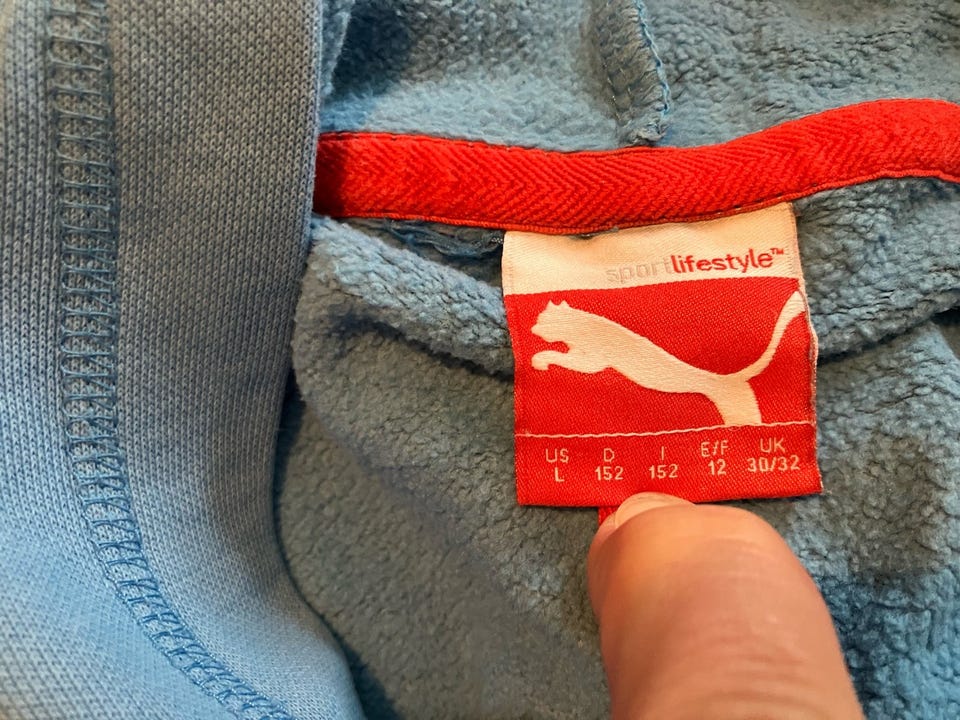 sportlifestyle™
US D I E/F UK
L 152 152 12 30/32